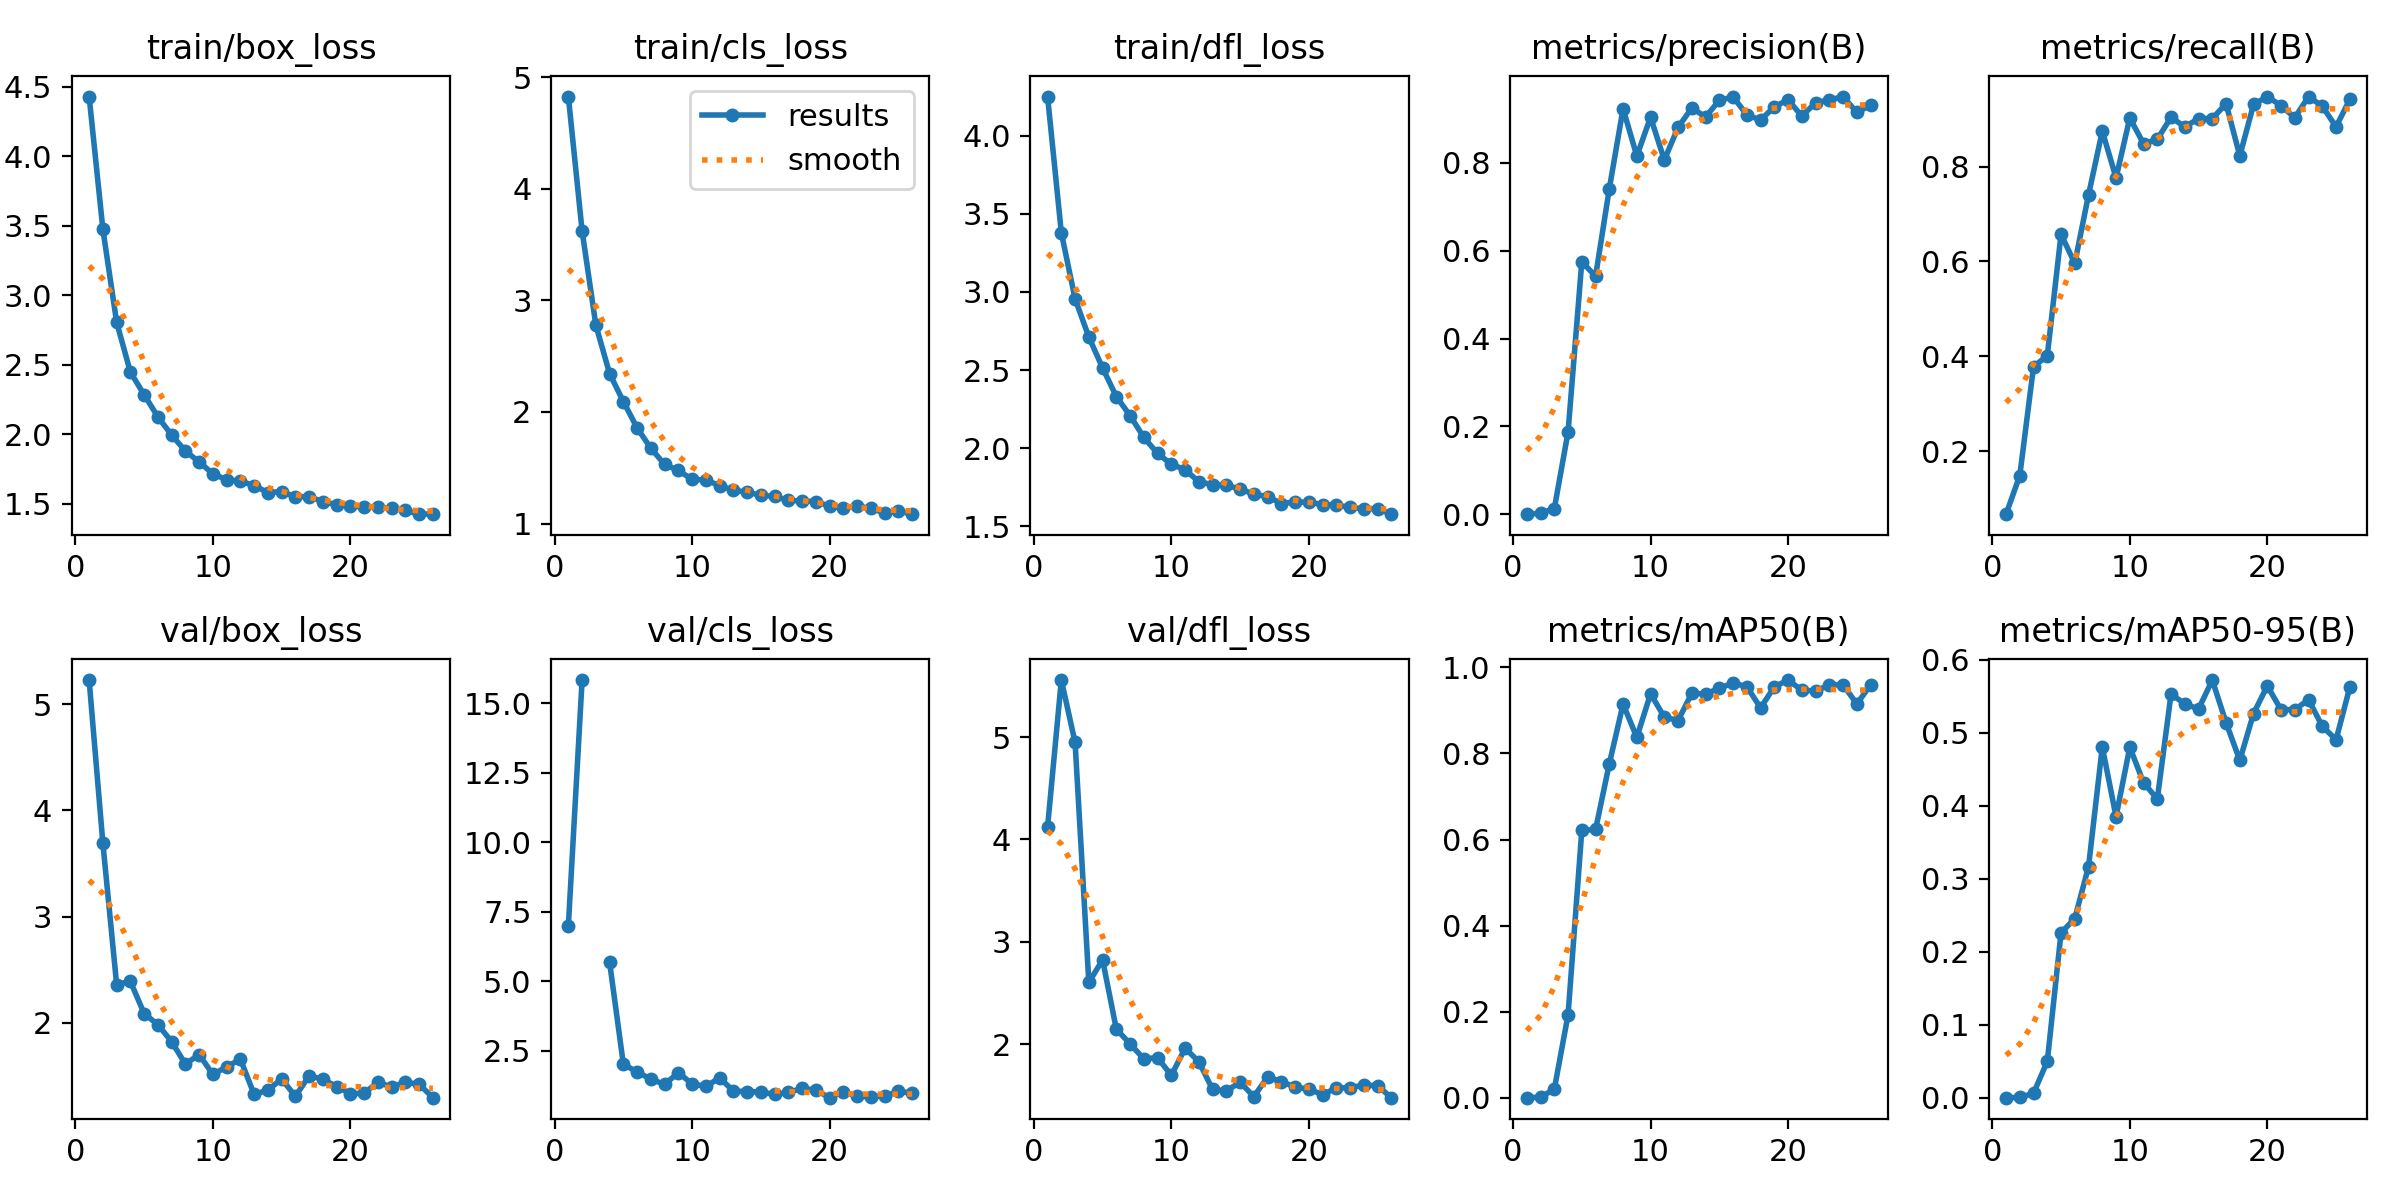 train/box_loss
4.5
4.0
3.5
3.0
2.5
2.0
1.5
0 10 20
train/cls_loss
results
smooth
5
4
3
2
1
0 10 20
train/dfl_loss
4.0
3.5
3.0
2.5
2.0
1.5
0 10 20
metrics/precision(B)
0.8
0.6
0.4
0.2
0.0
0 10 20
metrics/recall(B)
0.8
0.6
0.4
0.2
0 10 20
val/box_loss
5
4
3
2
0 10 20
val/cls_loss
15.0
12.5
10.0
7.5
5.0
2.5
0 10 20
val/dfl_loss
5
4
3
2
0 10 20
metrics/mAP50(B)
1.0
0.8
0.6
0.4
0.2
0.0
0 10 20
metrics/mAP50-95(B)
0.6
0.5
0.4
0.3
0.2
0.1
0.0
0 10 20